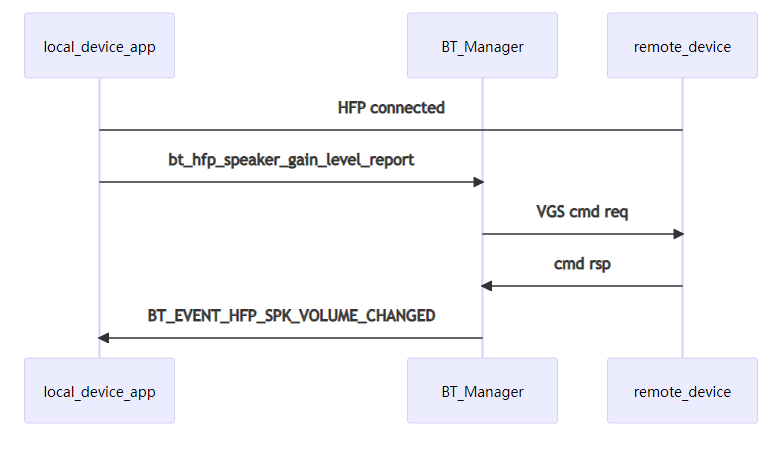 local_device_app
BT_Manager
remote_device
HFP connected
bt_hfp_speaker_gain_level_report
VGS cmd req
cmd rsp
BT_EVENT_HFP_SPK_VOLUME_CHANGED
local_device_app
BT_Manager
remote_device